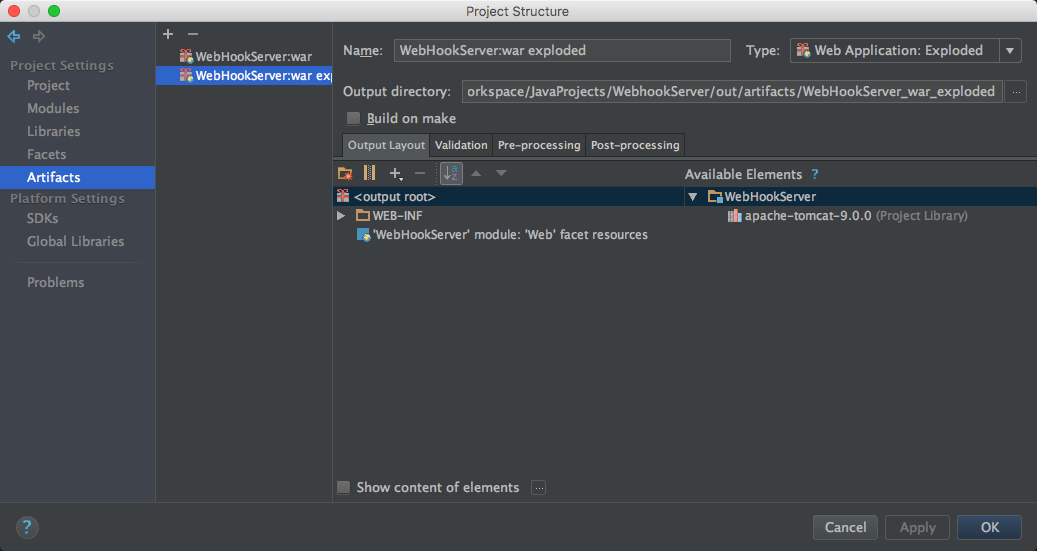 Project Structure
Project Settings
Project
Modules
Libraries
Facets
Artifacts
Platform Settings
SDKs
Global Libraries
Problems
WebHookServer:war
WebHookServer:war exp
Name: WebHookServer:war exploded Type: Web Application: Exploded
Output directory: orkspace/JavaProjects/WebhookServer/out/artifacts/WebHookServer_war_exploded ...
Build on make
Output Layout Validation Pre-processing Post-processing
Available Elements ?
<output root>
WEB-INF
'WebHookServer' module: 'Web' facet resources
WebHookServer
apache-tomcat-9.0.0 (Project Library)
Show content of elements ...
? Cancel Apply OK